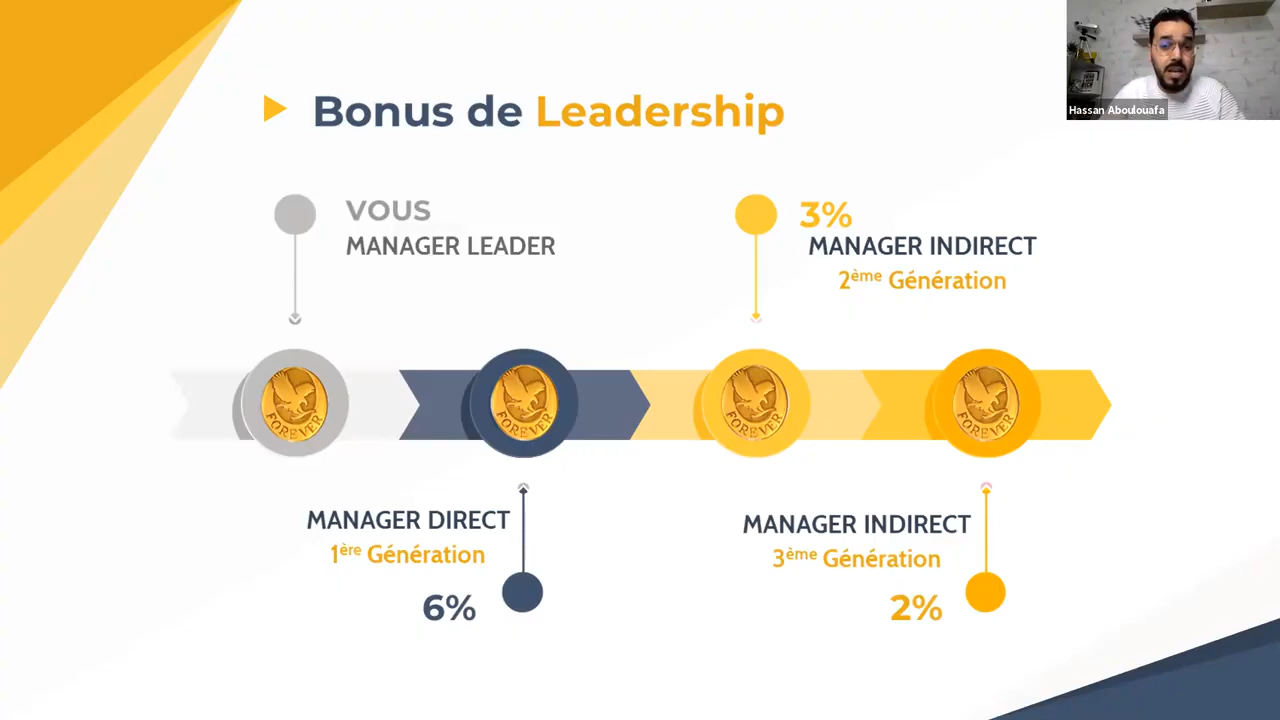 Hassan Aboulouafa
Bonus de Leadership
VOUS
MANAGER LEADER
3%
MANAGER INDIRECT
2ème Génération
FOREVER
FOREVER
FOREVER
FOREVER
MANAGER DIRECT
1ère Génération
6%
MANAGER INDIRECT
3ème Génération
2%